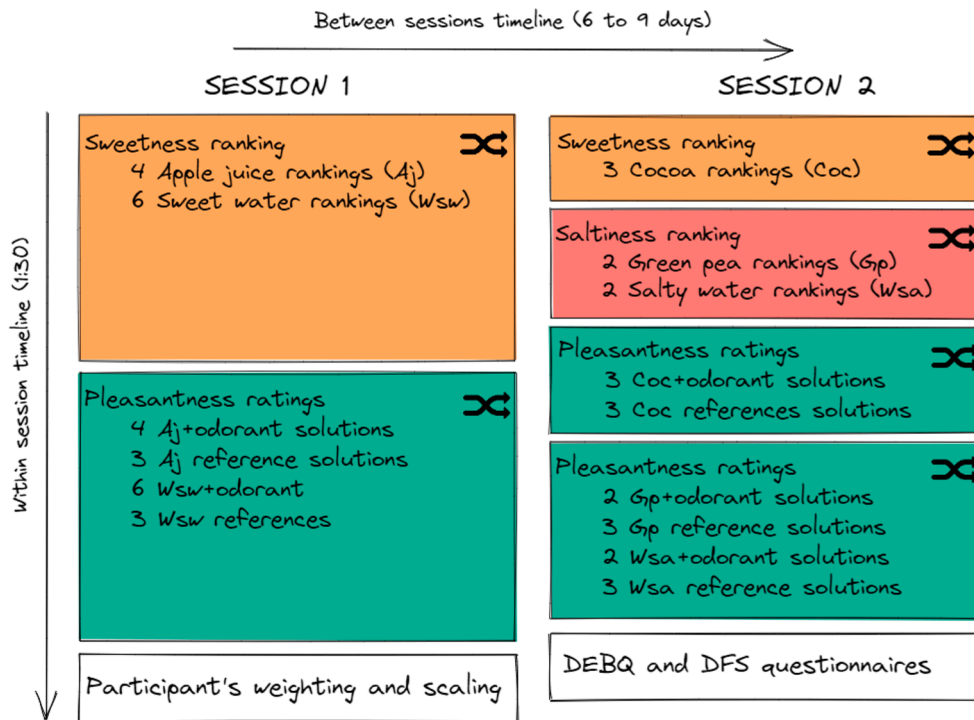 Between sessions timeline (6 to 9 days)
SESSION 1
SESSION 2
Within session timeline (1:30)
Sweetness ranking
4 Apple juice rankings (Aj)
6 Sweet water rankings (Wsw)
Pleasantness ratings
4 Aj+odorant solutions
3 Aj reference solutions
6 Wsw+odorant
3 Wsw references
Participant's weighting and scaling
Sweetness ranking
3 Cocoa rankings (Coc)
Saltiness ranking
2 Green pea rankings (Gp)
2 Salty water rankings (Wsa)
Pleasantness ratings
3 Coc+odorant solutions
3 Coc references solutions
Pleasantness ratings
2 Gp+odorant solutions
3 Gp reference solutions
2 Wsa+odorant solutions
3 Wsa reference solutions
DEBQ and DFS questionnaires